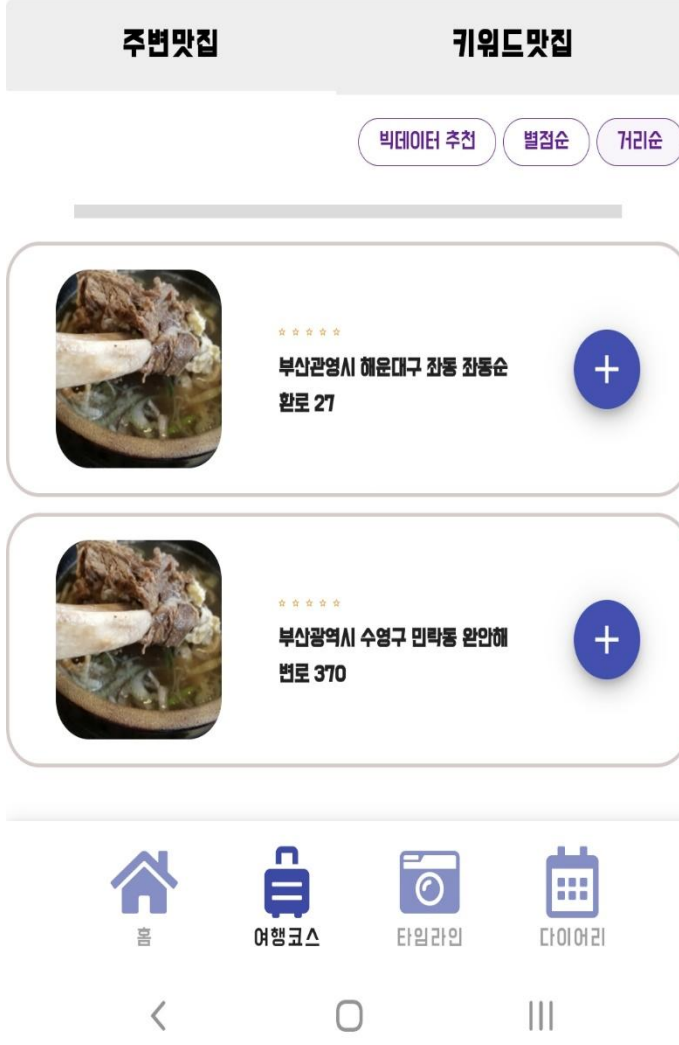 주변맛집 키워드맛집
빅데이터 추천 별점순 거리순
☆☆☆☆☆
부산관영시 해운대구 좌동 좌동순
환로 27
☆☆☆☆☆
부산광역시 수영구 민락동 완안해
변로 370
홈 여행코스 타임라인 다이어리